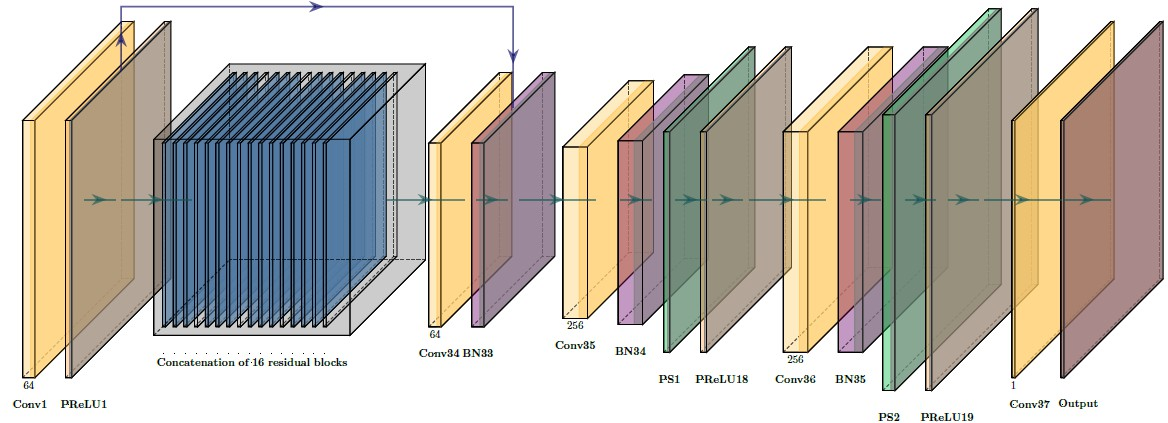 64
Conv1
PReLU1
Concatenation of 16 residual blocks
64
Conv34
BN33
256
Conv35
BN34
PS1
PReLU18
256
Conv36
BN35
PS2
PReLU19
1
Conv37
Output